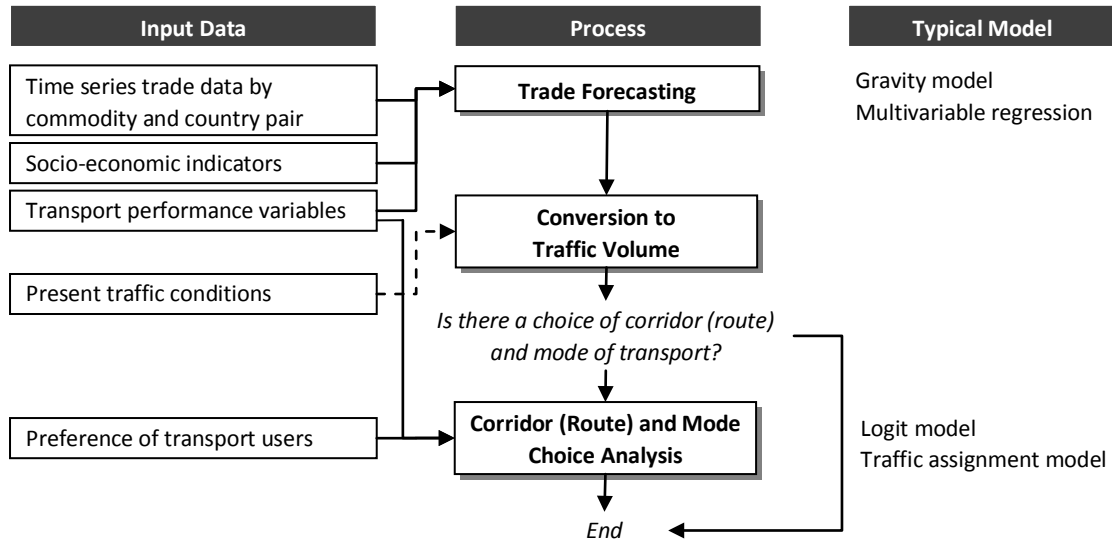 Input Data
Process
Typical Model
Time series trade data by
commodity and country pair
Trade Forecasting
Gravity model
Multivariable regression
Socio-economic indicators
Transport performance variables
Conversion to
Traffic Volume
Present traffic conditions
Is there a choice of corridor (route)
and mode of transport?
Preference of transport users
Corridor (Route) and Mode
Choice Analysis
Logit model
Traffic assignment model
End